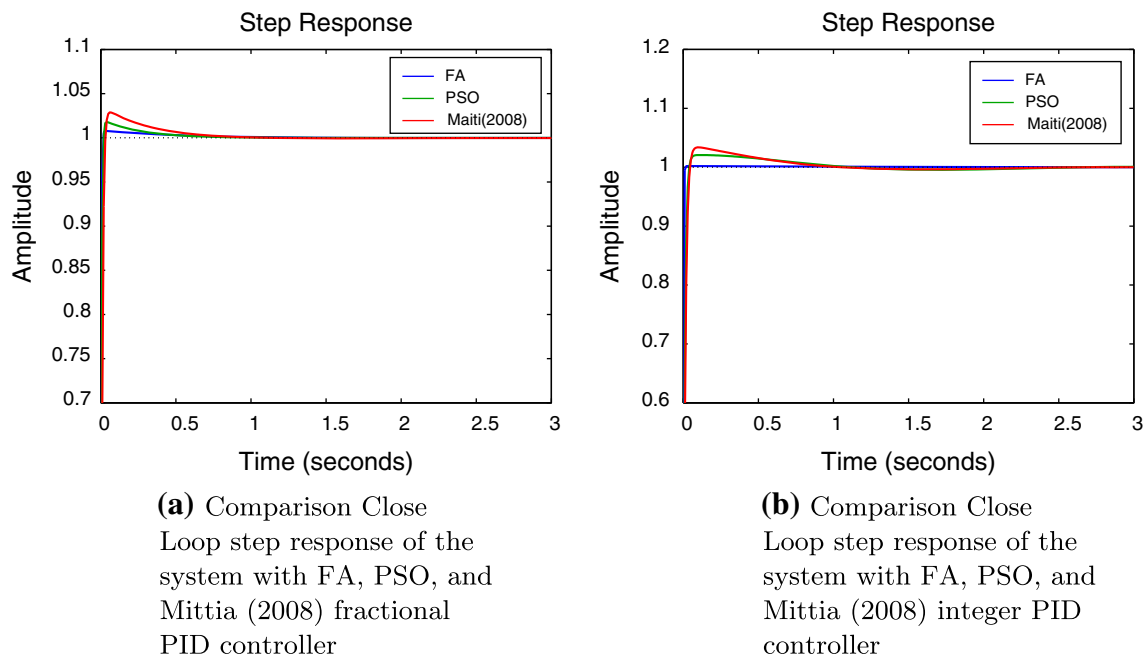 Step Response
1.1
1.05
1
0.95
0.9
0.85
0.8
0.75
0.7
Amplitude
FA
PSO
Maiti(2008)
0 0.5 1 1.5 2 2.5 3
Time (seconds)
(a) Comparison Close
Loop step response of the
system with FA, PSO, and
Mittia (2008) fractional
PID controller
Step Response
1.2
1.1
1
0.9
0.8
0.7
0.6
Amplitude
FA
PSO
Maiti(2008)
0 0.5 1 1.5 2 2.5 3
Time (seconds)
(b) Comparison Close
Loop step response of the
system with FA, PSO, and
Mittia (2008) integer PID
controller